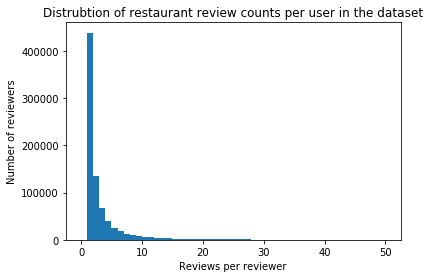 Distrubtion of restaurant review counts per user in the dataset
Number of reviewers
400000
300000
200000
100000
0
0 10 20 30 40 50
Reviews per reviewer